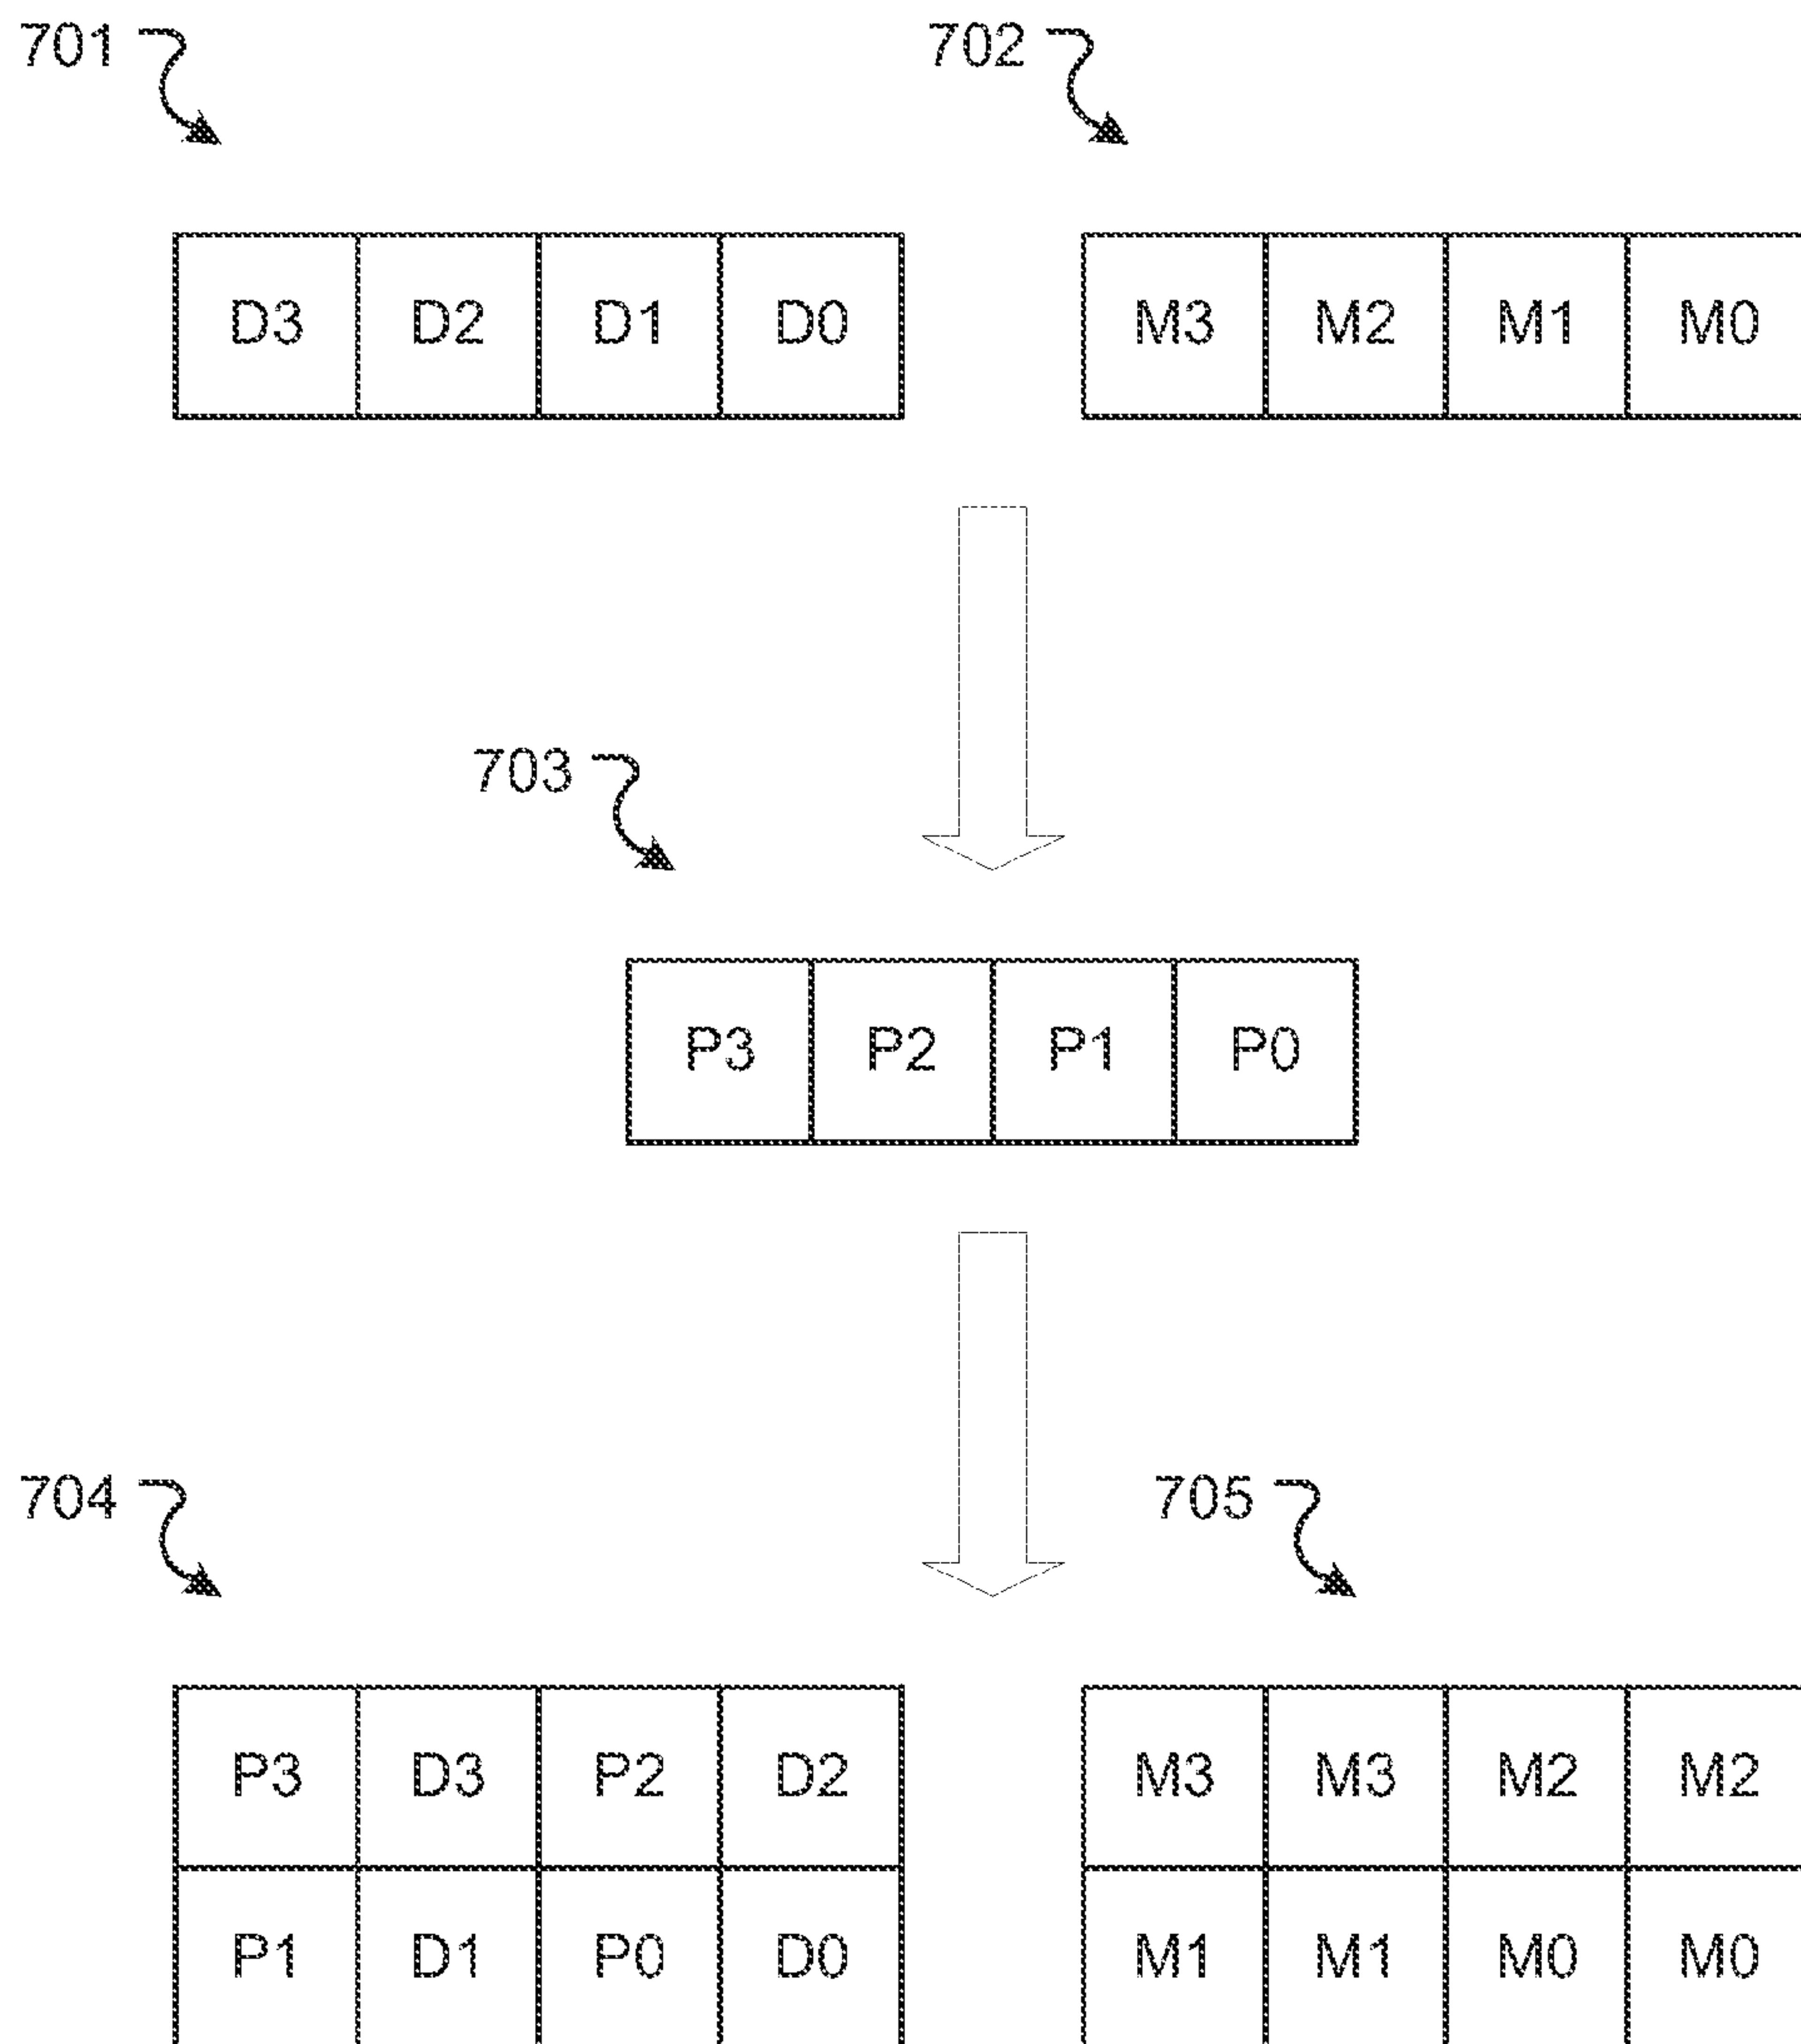 701 702
D3 D2 D1 D0 M3 M2 M1 M0
703
P3 P2 P1 P0
704 705
P3 D3 P2 D2 M3 M3 M2 M2
P1 D1 P0 D0 M1 M1 M0 M0